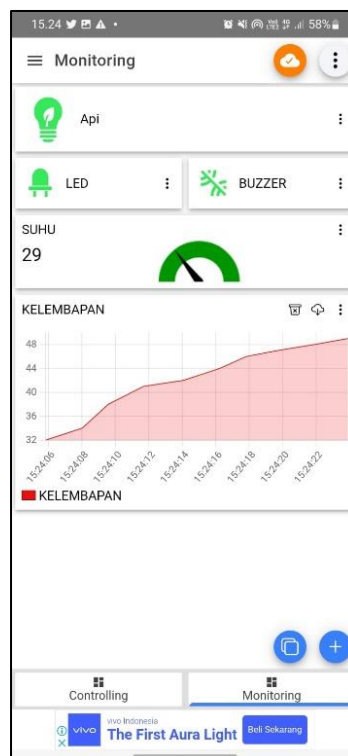 15.24
58%
Monitoring
Api
LED
BUZZER
SUHU
29
KELEMBAPAN
48
44
40
36
32
15:24:06
15:24:08
15:24:10
15:24:12
15:24:14
15:24:16
15:24:18
15:24:20
15:24:22
KELEMBAPAN
Controlling
Monitoring
vivo
vivo Indonesia
The First Aura Light
Beli Sekarang